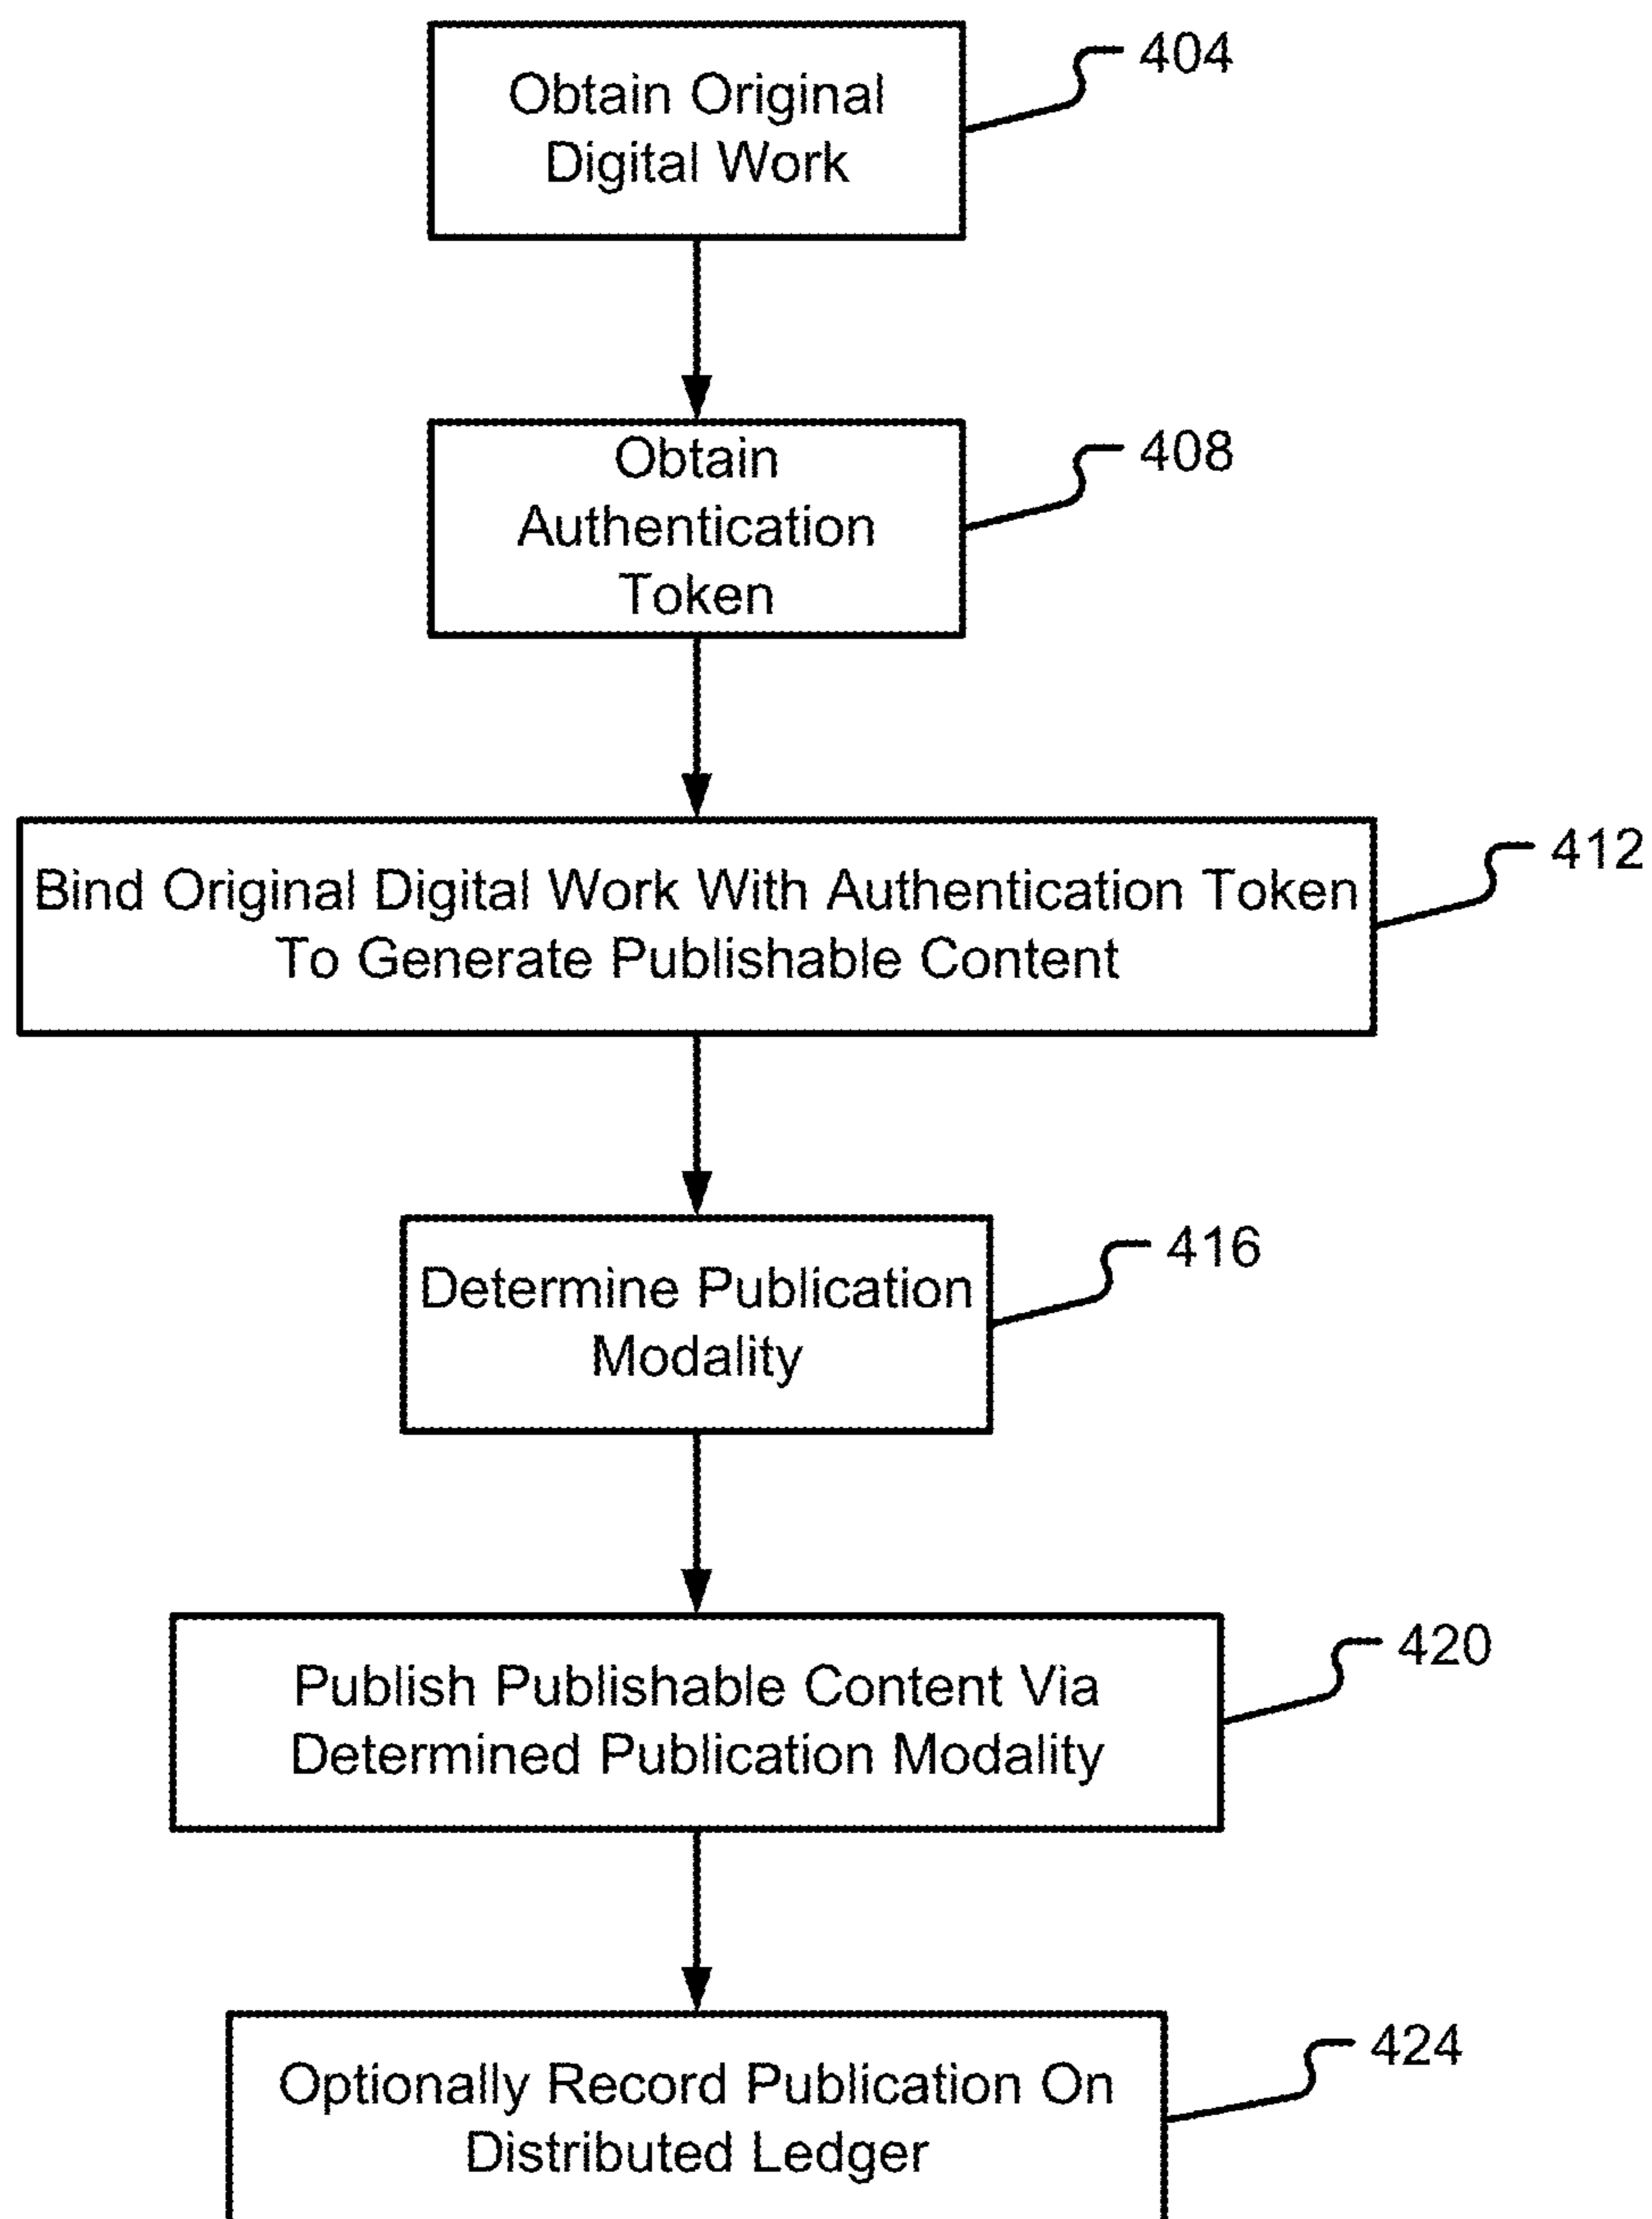 Obtain Original
Digital Work
404
Obtain
Authentication
Token
408
Bind Original Digital Work With Authentication Token
To Generate Publishable Content
412
Determine Publication
Modality
416
Publish Publishable Content Via
Determined Publication Modality
420
Optionally Record Publication On
Distributed Ledger
424